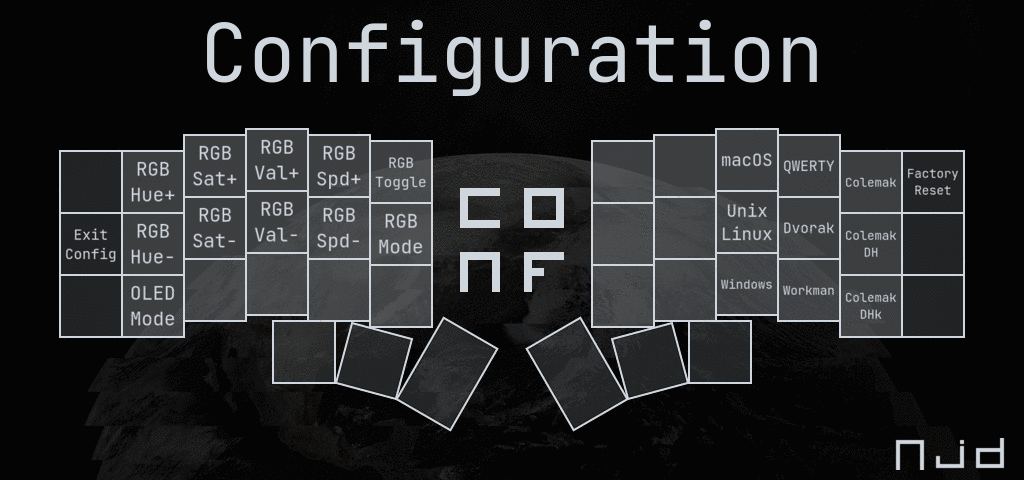 Configuration
RGB
Hue+
RGB
Sat+
RGB
Val+
RGB
Spd+
RGB
Toggle
Exit
Config
RGB
Hue-
RGB
Sat-
RGB
Val-
RGB
Spd-
RGB
Mode
OLED
Mode
CO
NF
macOS
QWERTY
Colemak
Factory
Reset
Unix
Linux
Dvorak
Colemak
DH
Windows
Workman
Colemak
DHk
Njd